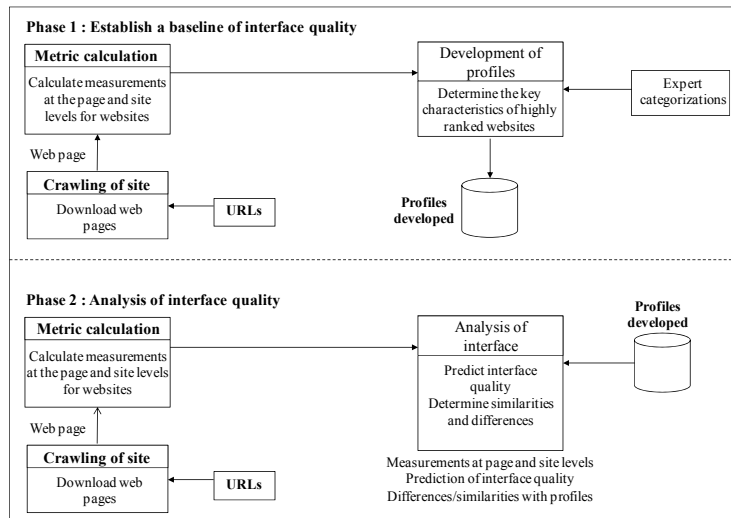 Phase 1 : Establish a baseline of interface quality
Metric calculation
Calculate measurements
at the page and site
levels for websites
Development of
profiles
Determine the key
characteristics of highly
ranked websites
Expert
categorizations
Web page
Crawling of site
Download web
pages
URLs
Profiles
developed
Phase 2 : Analysis of interface quality
Metric calculation
Calculate measurements
at the page and site levels
for websites
Analysis of
interface
Predict interface
quality
Determine similarities
and differences
Profiles
developed
Web page
Crawling of site
Download web
pages
URLs
Measurements at page and site levels
Prediction of interface quality
Differences/similarities with profiles